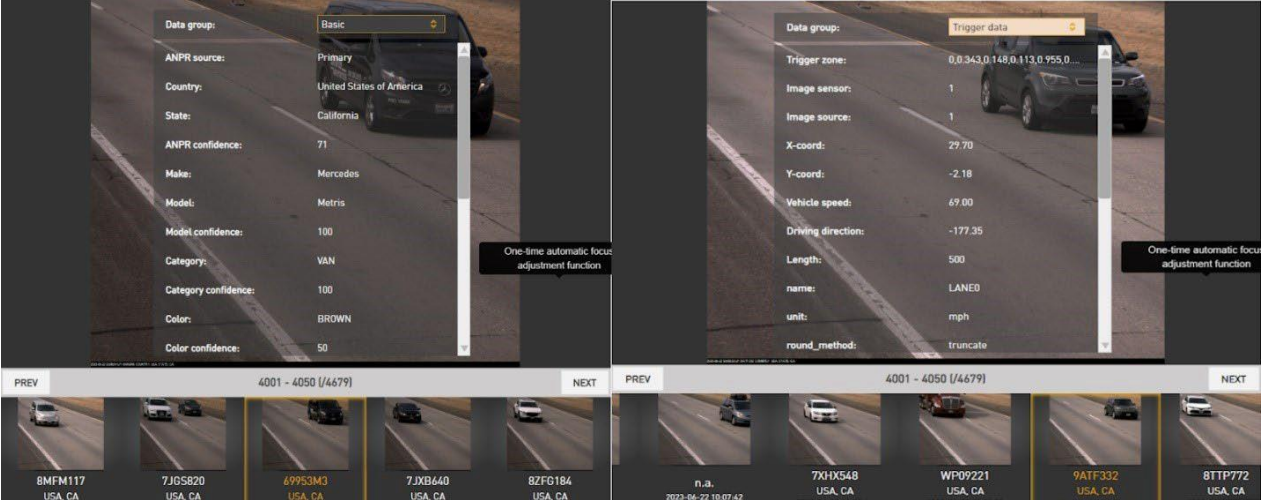 Data group: Basic
ANPR source: Primary
Country: United States of America
State: California
ANPR confidence: 71
Make: Mercedes
Model: Metris
Model confidence: 100
Category: VAN
Category confidence: 100
Color: BROWN
Color confidence: 50
One-time automatic focus
adjustment function
PREV 4001 - 4050 (/4679) NEXT
8MFM117 7JGS820 69953M3 7JXB640 8ZFG184
USA, CA USA, CA USA, CA USA, CA USA, CA
Data group: Trigger data
Trigger zone: 0,0.343,0.148,0.113,0.955,0....
Image sensor: 1
Image source: 1
X-coord: 29.70
Y-coord: -2.18
Vehicle speed: 69.00
Driving direction: -177.35
Length: 500
name: LANE0
unit: mph
round_method: truncate
One-time automatic focu
adjustment function
PREV 4001 - 4050 (/4679) NEXT
n.a. 7XHX548 WP09221 9ATF332 8TTP772
2023-06-22 10:07:42 USA, CA USA, CA USA, CA USA, CA